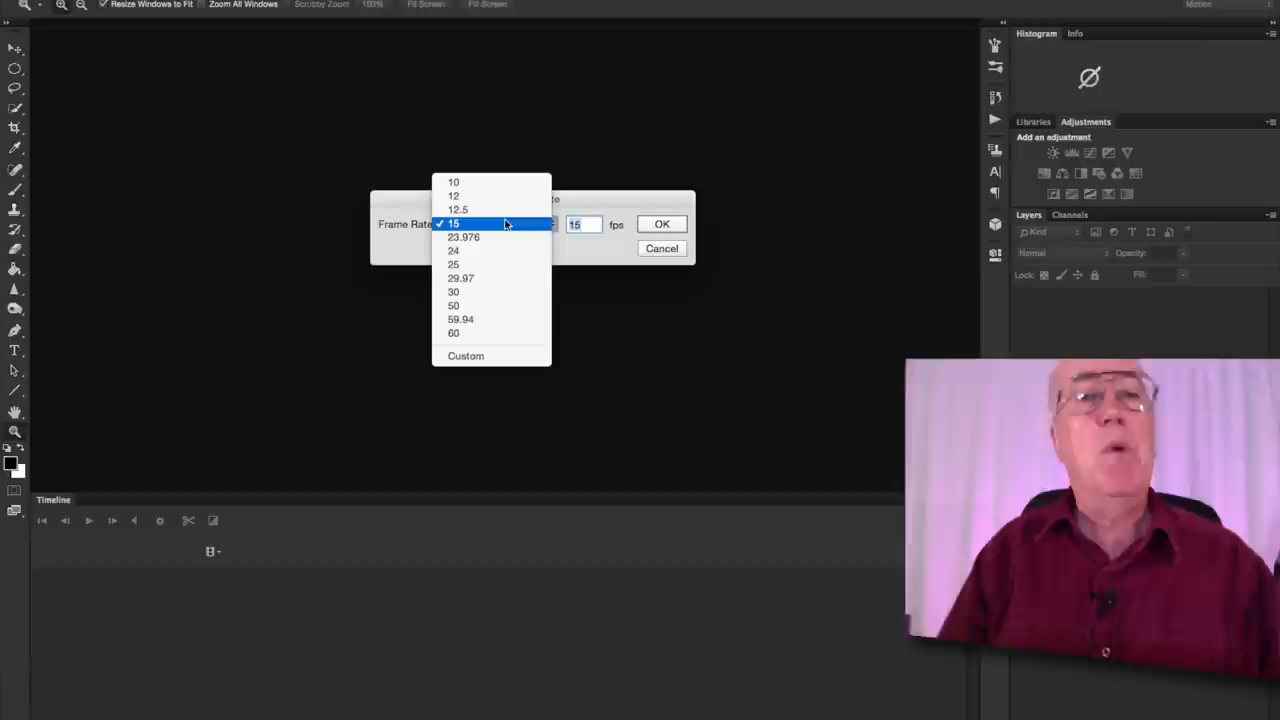 Resize Windows to Fit Zoom All Windows Scrubby Zoom 100% Fill Screen Fill Screen Motion
Histogram Info
Libraries Adjustments
Add an adjustment
Layers Channels
Kind
Normal Opacity:
Lock: Fill:
10
12
12.5
Frame Rate ✓ 15 15 fps OK
23.976
24
25
29.97
30
50
59.94
60
Custom
Cancel
Timeline